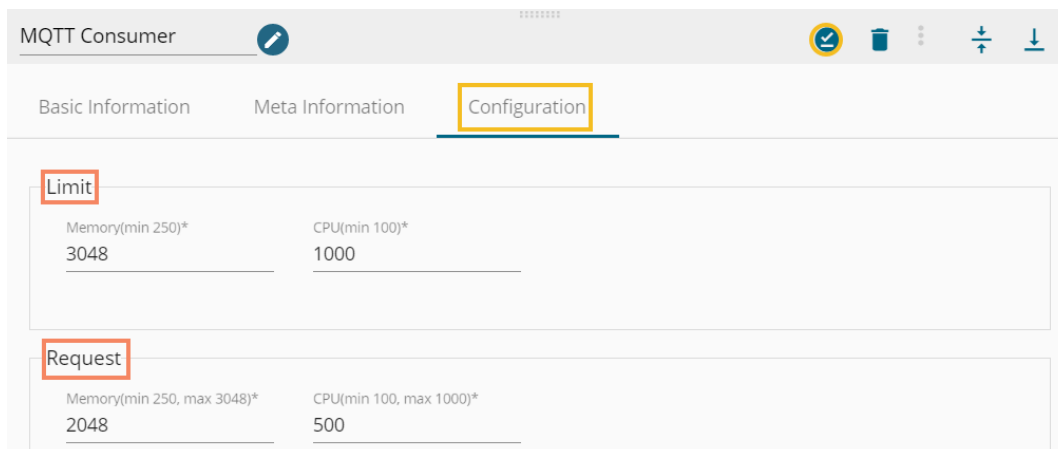 MQTT Consumer
Basic Information Meta Information Configuration
Limit
Memory(min 250)* CPU(min 100)*
3048 1000
Request
Memory(min 250, max 3048)* CPU(min 100, max 1000)*
2048 500